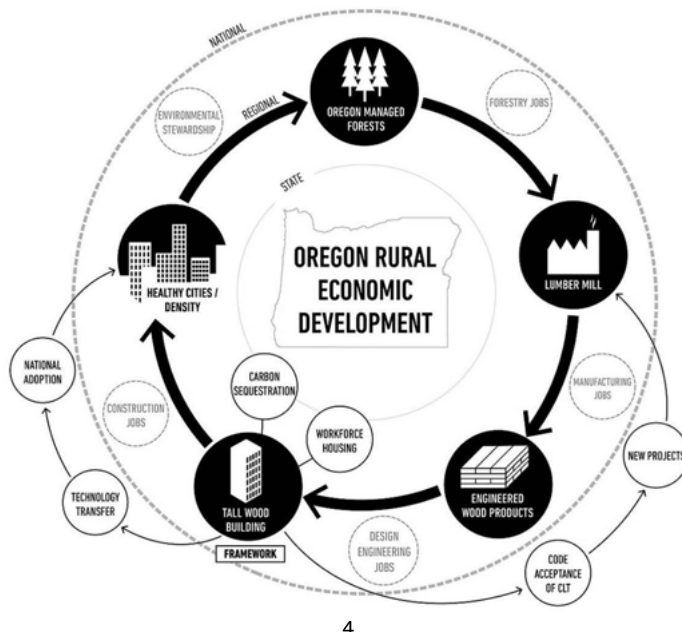 NATIONAL
REGIONAL
STATE
OREGON MANAGED
FORESTS
ENVIRONMENTAL
STEWARDSHIP
FORESTRY JOBS
HEALTHY CITIES /
DENSITY
OREGON RURAL
ECONOMIC
DEVELOPMENT
LUMBER MILL
NATIONAL
ADOPTION
CARBON
SEQUESTRATION
CONSTRUCTION
JOBS
MANUFACTURING
JOBS
WORKFORCE
HOUSING
NEW PROJECTS
TECHNOLOGY
TRANSFER
TALL WOOD
BUILDING
FRAMEWORK
ENGINEERED
WOOD PRODUCTS
DESIGN
ENGINEERING
JOBS
CODE
ACCEPTANCE
OF CLT
4